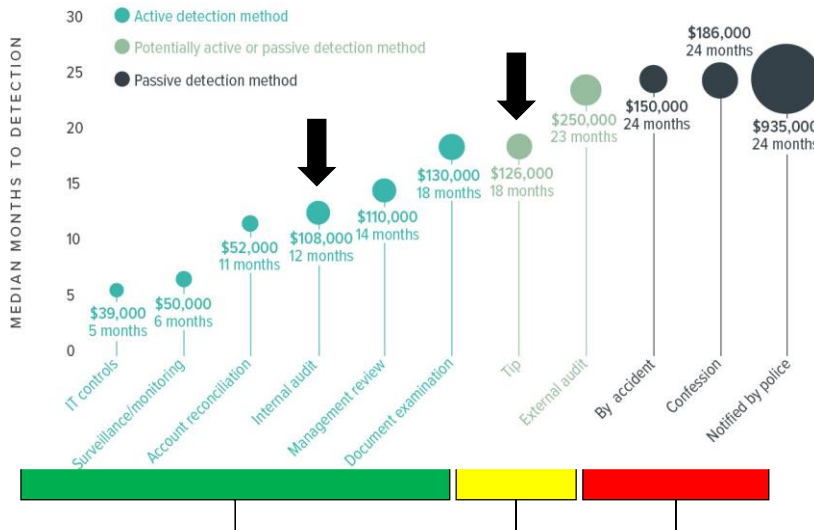 MEDIAN MONTHS TO DETECTION
30
25
20
15
10
5
0
Active detection method
Potentially active or passive detection method
Passive detection method
$39,000
5 months
$50,000
6 months
$52,000
11 months
$108,000
12 months
$110,000
14 months
$130,000
18 months
$126,000
18 months
$250,000
23 months
$150,000
24 months
$186,000
24 months
$935,000
24 months
IT controls
Surveillance/monitoring
Account reconciliation
Internal audit
Management review
Document examination
Tip
External audit
By accident
Confession
Notified by police